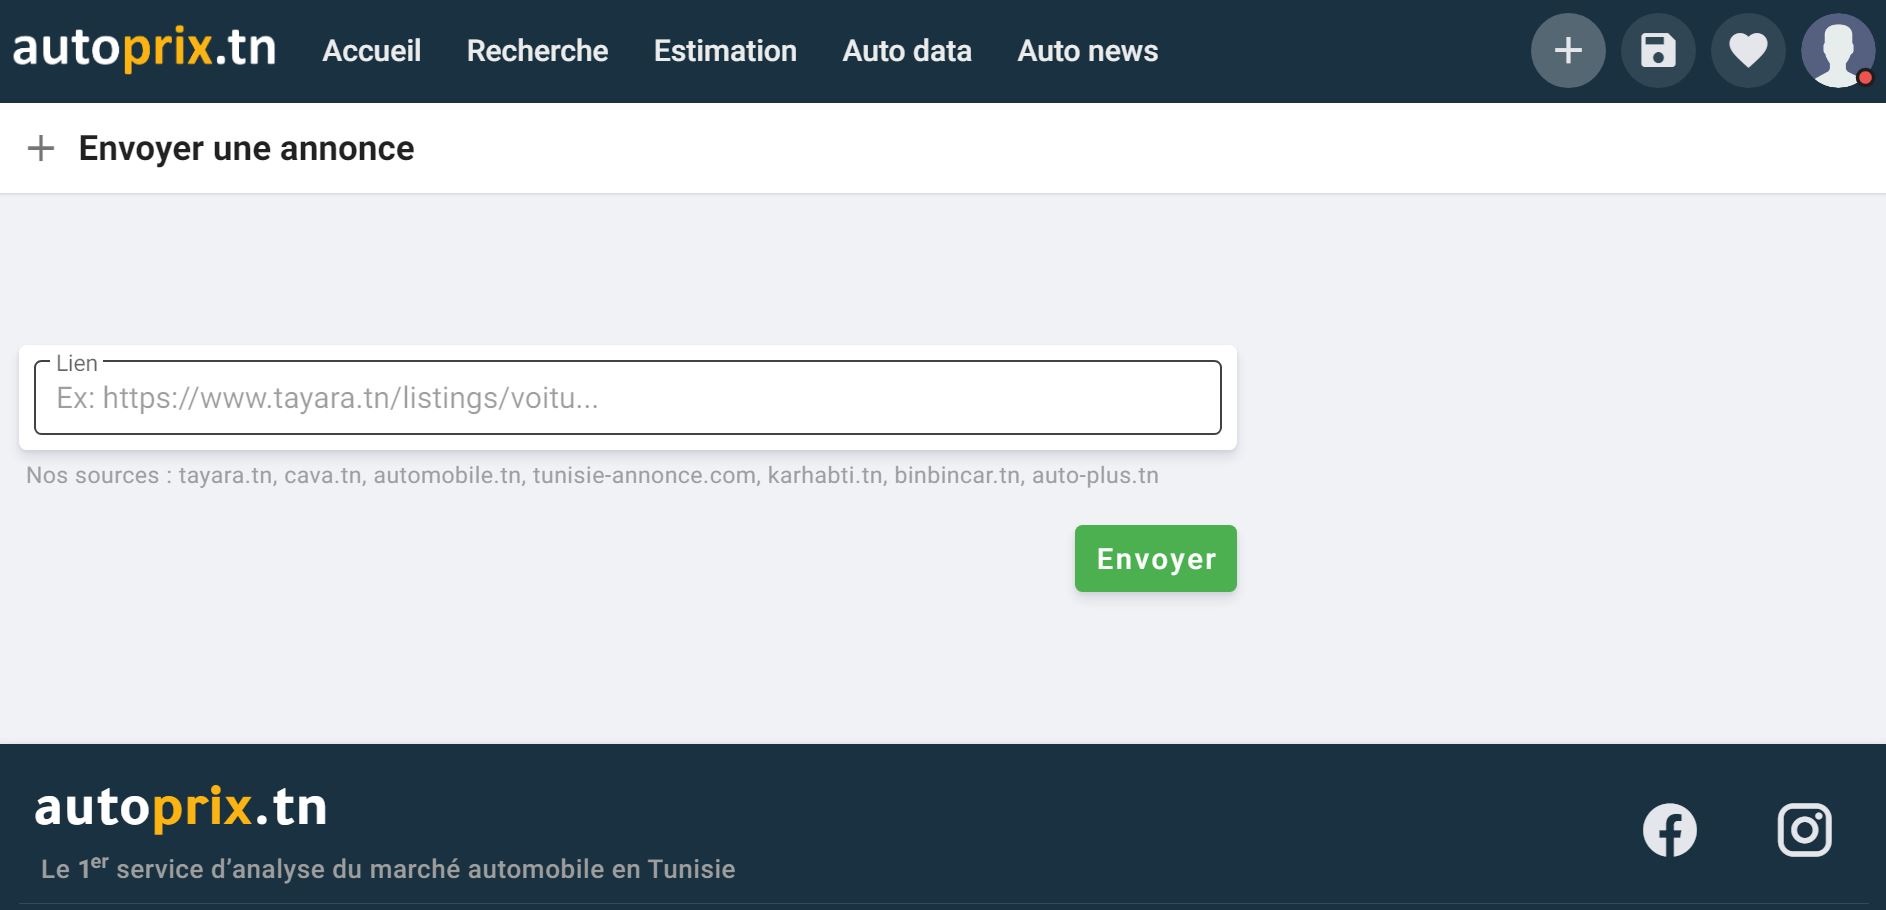 autoprix.tn Accueil Recherche Estimation Auto data Auto news
Envoyer une annonce
Lien
Ex: https://www.tayara.tn/listings/voitu...
Nos sources : tayara.tn, cava.tn, automobile.tn, tunisie-annonce.com, karhabti.tn, binbincar.tn, auto-plus.tn
Envoyer
autoprix.tn
Le 1er service d’analyse du marché automobile en Tunisie